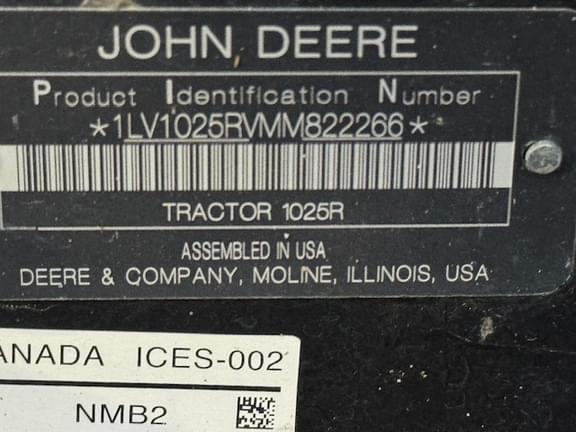 JOHN DEERE
Product Identification Number
*1LV1025RVMM822266*
TRACTOR 1025R
ASSEMBLED IN USA
DEERE & COMPANY, MOLINE, ILLINOIS, USA
ANADA ICES-002
NMB2